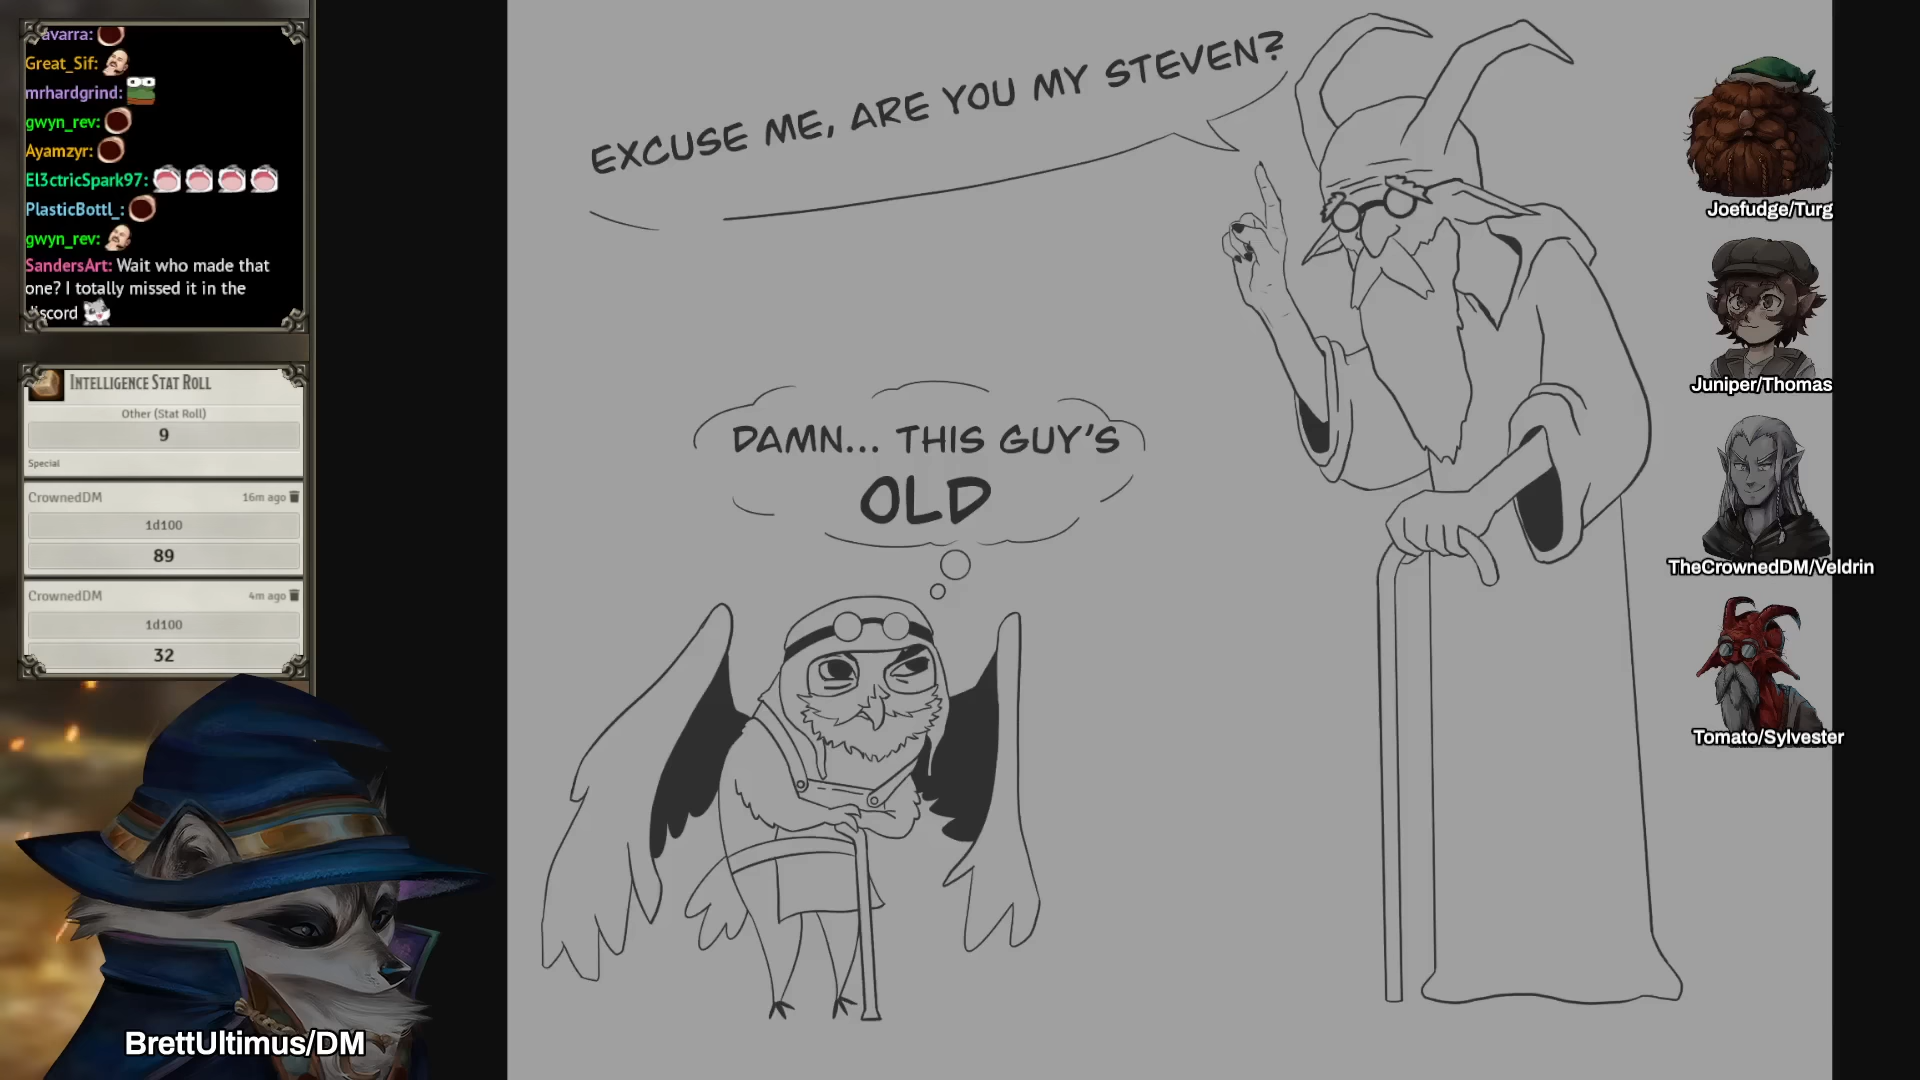 avarra:
Great_Sif:
mrhardgrind:
gwyn_rev:
Ayamzyr:
El3ctricSpark97:
PlasticBottl_:
gwyn_rev:
SandersArt: Wait who made that
one? I totally missed it in the
discord
INTELLIGENCE STAT ROLL
Other (Stat Roll)
9
Special
CrownedDM 16m ago
1d100
89
CrownedDM 4m ago
1d100
32
BrettUltimus/DM
EXCUSE ME, ARE YOU MY STEVEN?
DAMN... THIS GUY'S
OLD
Joefudge/Turg
Juniper/Thomas
TheCrownedDM/Veldrin
Tomato/Sylvester